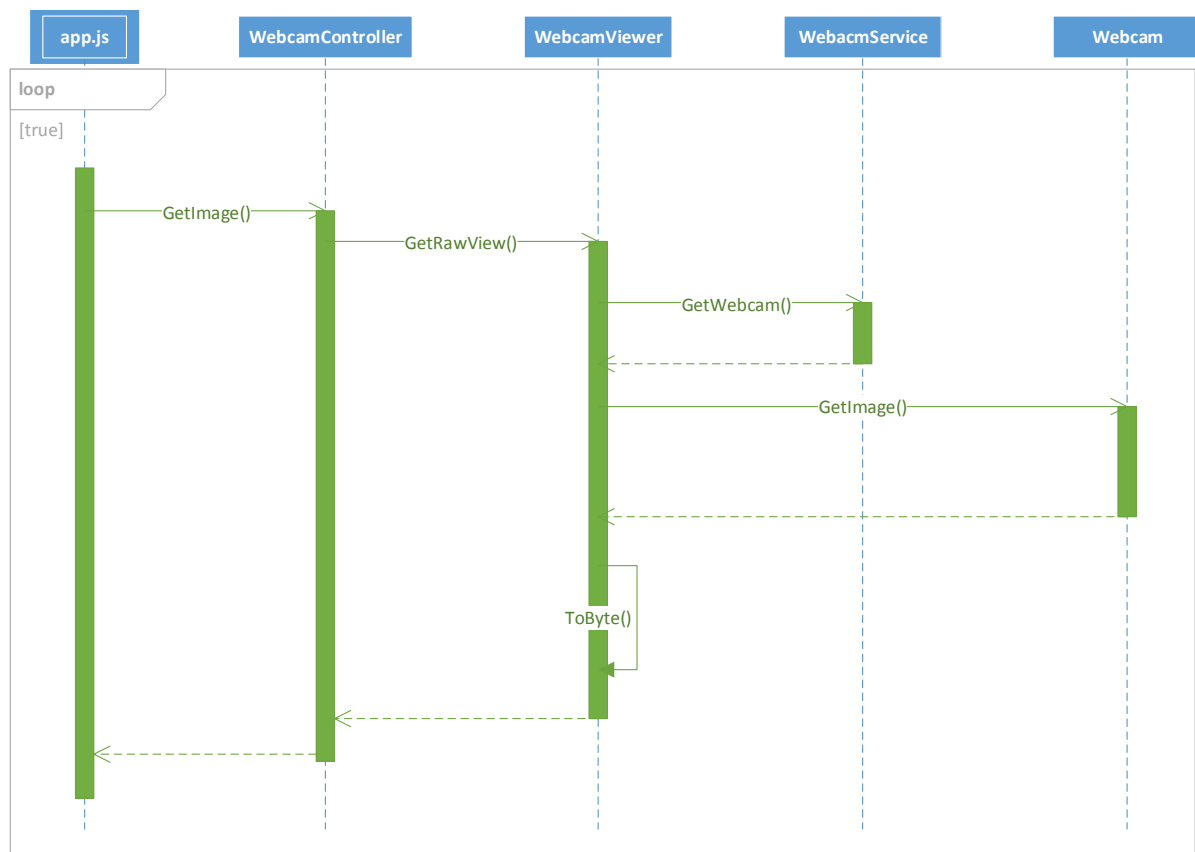 app.js
WebcamController
WebcamViewer
WebacmService
Webcam
loop
[true]
GetImage()
GetRawView()
GetWebcam()
GetImage()
ToByte()